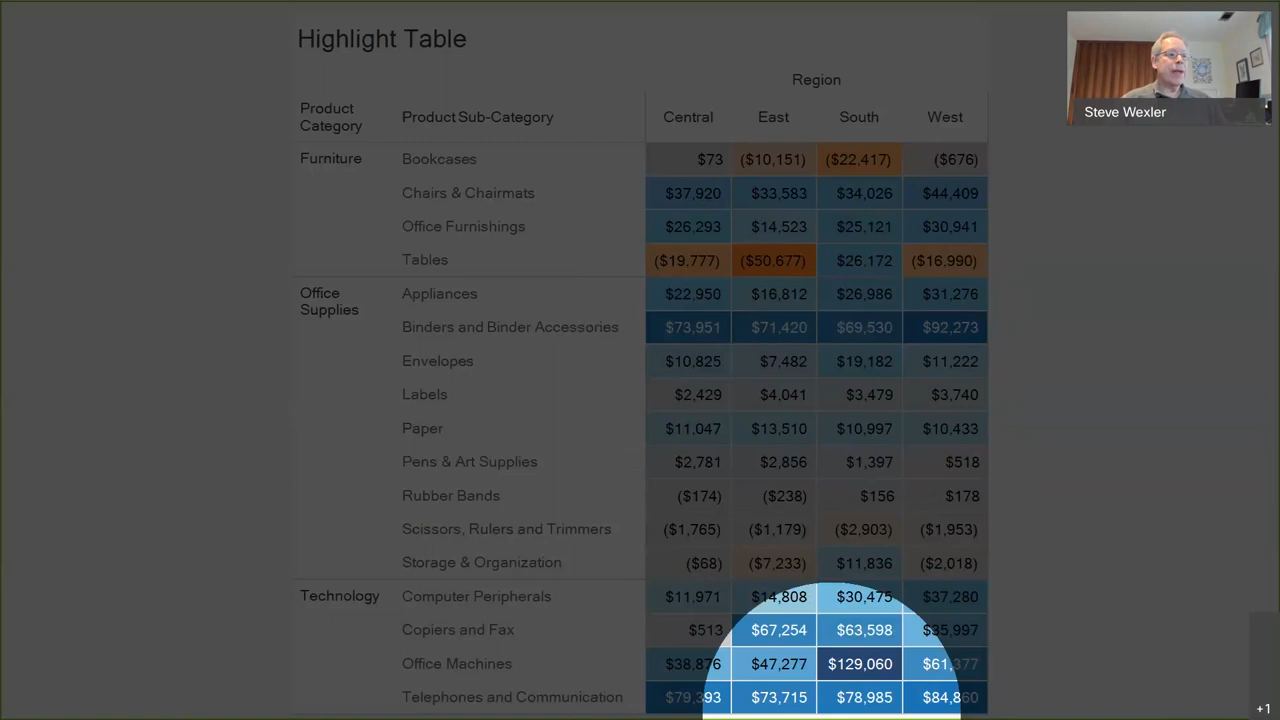 Highlight Table
Steve Wexler
Region
Product Category Product Sub-Category Central East South West
Furniture Bookcases $73 ($10,151) ($22,417) ($676)
Chairs & Chairmats $37,920 $33,583 $34,026 $44,409
Office Furnishings $26,293 $14,523 $25,121 $30,941
Tables ($19,777) ($50,677) $26,172 ($16,990)
Office Supplies Appliances $22,950 $16,812 $26,986 $31,276
Binders and Binder Accessories $73,951 $71,420 $69,530 $92,273
Envelopes $10,825 $7,482 $19,182 $11,222
Labels $2,429 $4,041 $3,479 $3,740
Paper $11,047 $13,510 $10,997 $10,433
Pens & Art Supplies $2,781 $2,856 $1,397 $518
Rubber Bands ($174) ($238) $156 $178
Scissors, Rulers and Trimmers ($1,765) ($1,179) ($2,903) ($1,953)
Storage & Organization ($68) ($7,233) $11,836 ($2,018)
Technology Computer Peripherals $11,971 $14,808 $30,475 $37,280
Copiers and Fax $513 $67,254 $63,598 $35,997
Office Machines $38,876 $47,277 $129,060 $61,377
Telephones and Communication $79,393 $73,715 $78,985 $84,860
+1